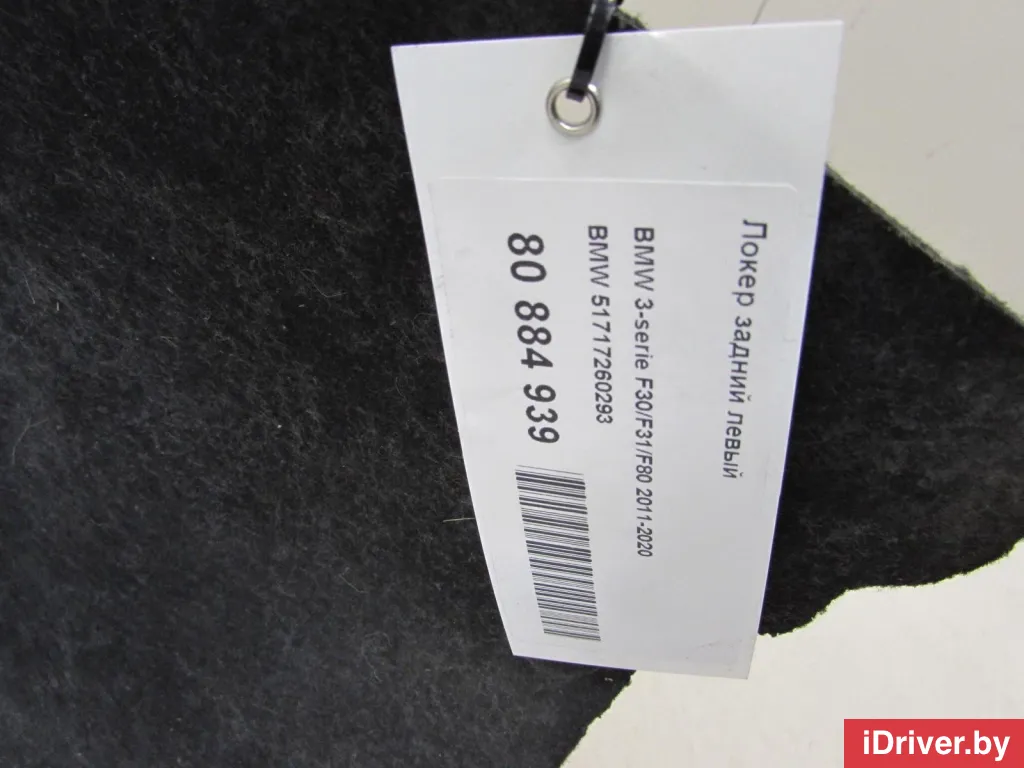 Локер задний левый
BMW 3-serie F30/F31/F80 2011-2020
BMW 51717260293
80 884 939
iDriver.by